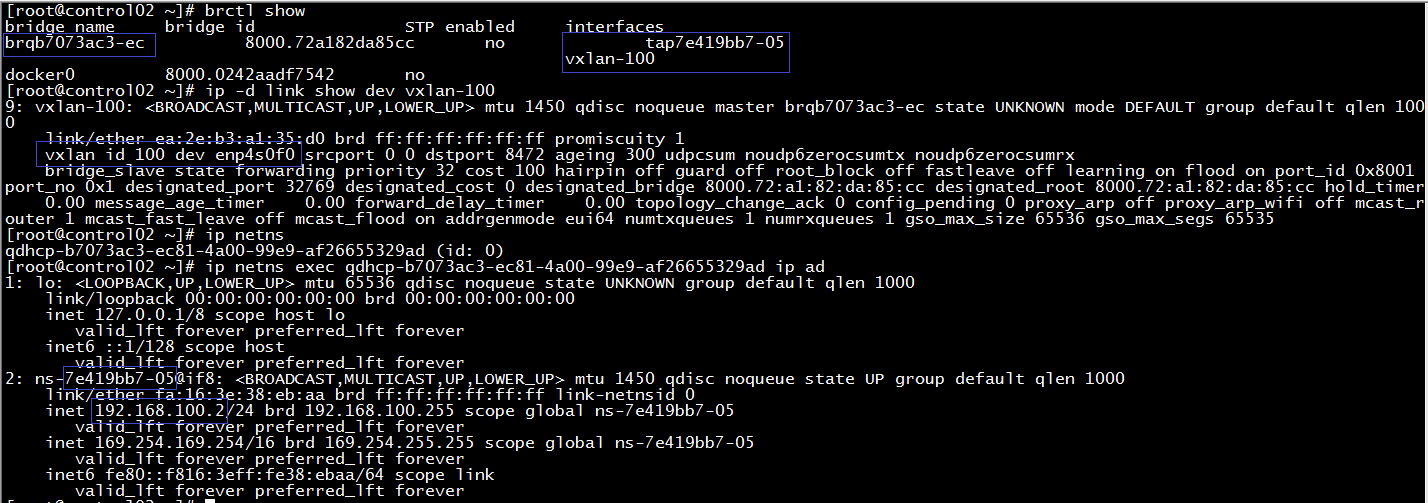 [root@control02 ~]# brctl show
bridge name     bridge id               STP enabled     interfaces
brqb7073ac3-ec          8000.72a182da85cc       no              tap7e419bb7-05
vxlan-100
docker0         8000.0242aadf7542       no
[root@control02 ~]# ip -d link show dev vxlan-100
9: vxlan-100: <BROADCAST,MULTICAST,UP,LOWER_UP> mtu 1450 qdisc noqueue master brqb7073ac3-ec state UNKNOWN mode DEFAULT group default qlen 100
0
    link/ether ea:2e:b3:a1:35:d0 brd ff:ff:ff:ff:ff:ff promiscuity 1
    vxlan id 100 dev enp4s0f0 srcport 0 0 dstport 8472 ageing 300 udpcsum noudp6zerocsumtx noudp6zerocsumrx
    bridge_slave state forwarding priority 32 cost 100 hairpin off guard off root_block off fastleave off learning on flood on port_id 0x8001
port_no 0x1 designated_port 32769 designated_cost 0 designated_bridge 8000.72:a1:82:da:85:cc designated_root 8000.72:a1:82:da:85:cc hold_timer
    0.00 message_age_timer    0.00 forward_delay_timer    0.00 topology_change_ack 0 config_pending 0 proxy_arp off proxy_arp_wifi off mcast_r
outer 1 mcast_fast_leave off mcast_flood on addrgenmode eui64 numtxqueues 1 numrxqueues 1 gso_max_size 65536 gso_max_segs 65535
[root@control02 ~]# ip netns
qdhcp-b7073ac3-ec81-4a00-99e9-af26655329ad (id: 0)
[root@control02 ~]# ip netns exec qdhcp-b7073ac3-ec81-4a00-99e9-af26655329ad ip ad
1: lo: <LOOPBACK,UP,LOWER_UP> mtu 65536 qdisc noqueue state UNKNOWN group default qlen 1000
    link/loopback 00:00:00:00:00:00 brd 00:00:00:00:00:00
    inet 127.0.0.1/8 scope host lo
       valid_lft forever preferred_lft forever
    inet6 ::1/128 scope host
       valid_lft forever preferred_lft forever
2: ns-7e419bb7-05@if8: <BROADCAST,MULTICAST,UP,LOWER_UP> mtu 1450 qdisc noqueue state UP group default qlen 1000
    link/ether fa:16:3e:38:eb:aa brd ff:ff:ff:ff:ff:ff link-netnsid 0
    inet 192.168.100.2/24 brd 192.168.100.255 scope global ns-7e419bb7-05
       valid_lft forever preferred_lft forever
    inet 169.254.169.254/16 brd 169.254.255.255 scope global ns-7e419bb7-05
       valid_lft forever preferred_lft forever
    inet6 fe80::f816:3eff:fe38:ebaa/64 scope link
       valid_lft forever preferred_lft forever